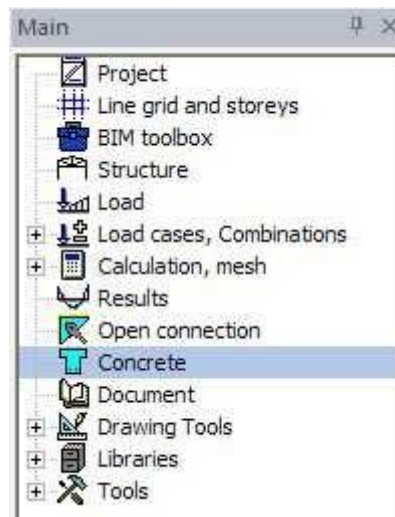 Main
Project
Line grid and storeys
BIM toolbox
Structure
Load
Load cases, Combinations
Calculation, mesh
Results
Open connection
Concrete
Document
Drawing Tools
Libraries
Tools